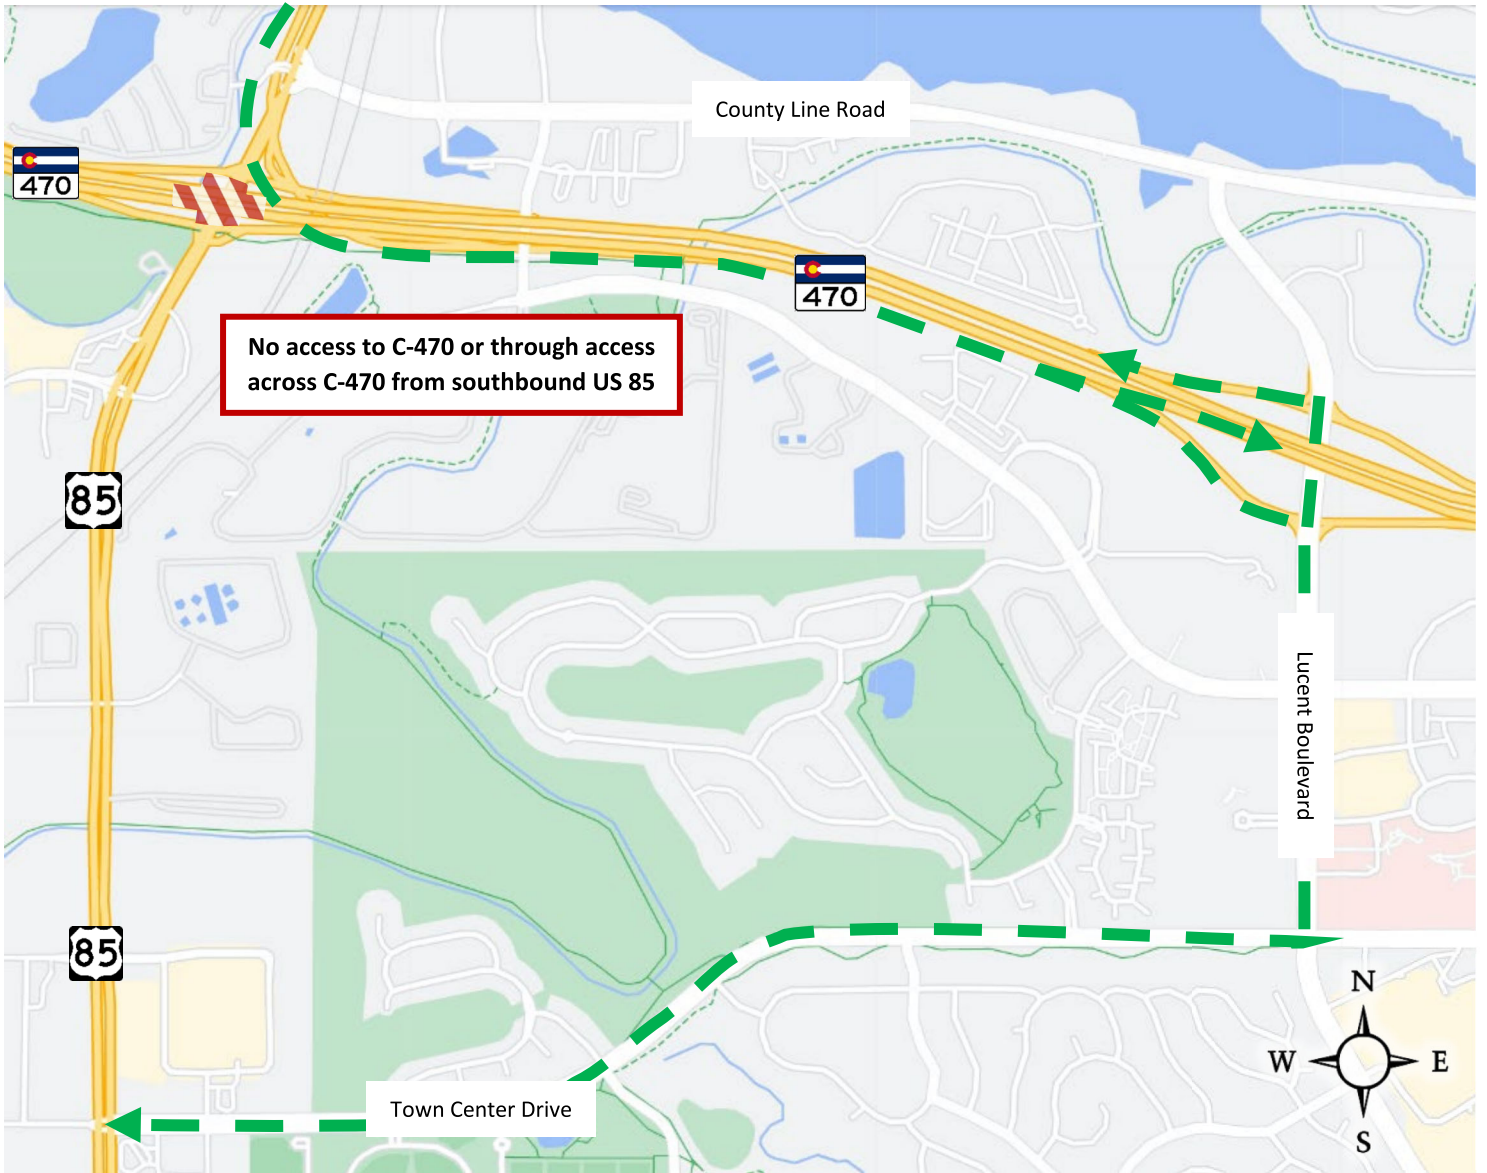 County Line Road
470
470
No access to C-470 or through access
across C-470 from southbound US 85
85
Lucent Boulevard
85
N
W
E
S
Town Center Drive